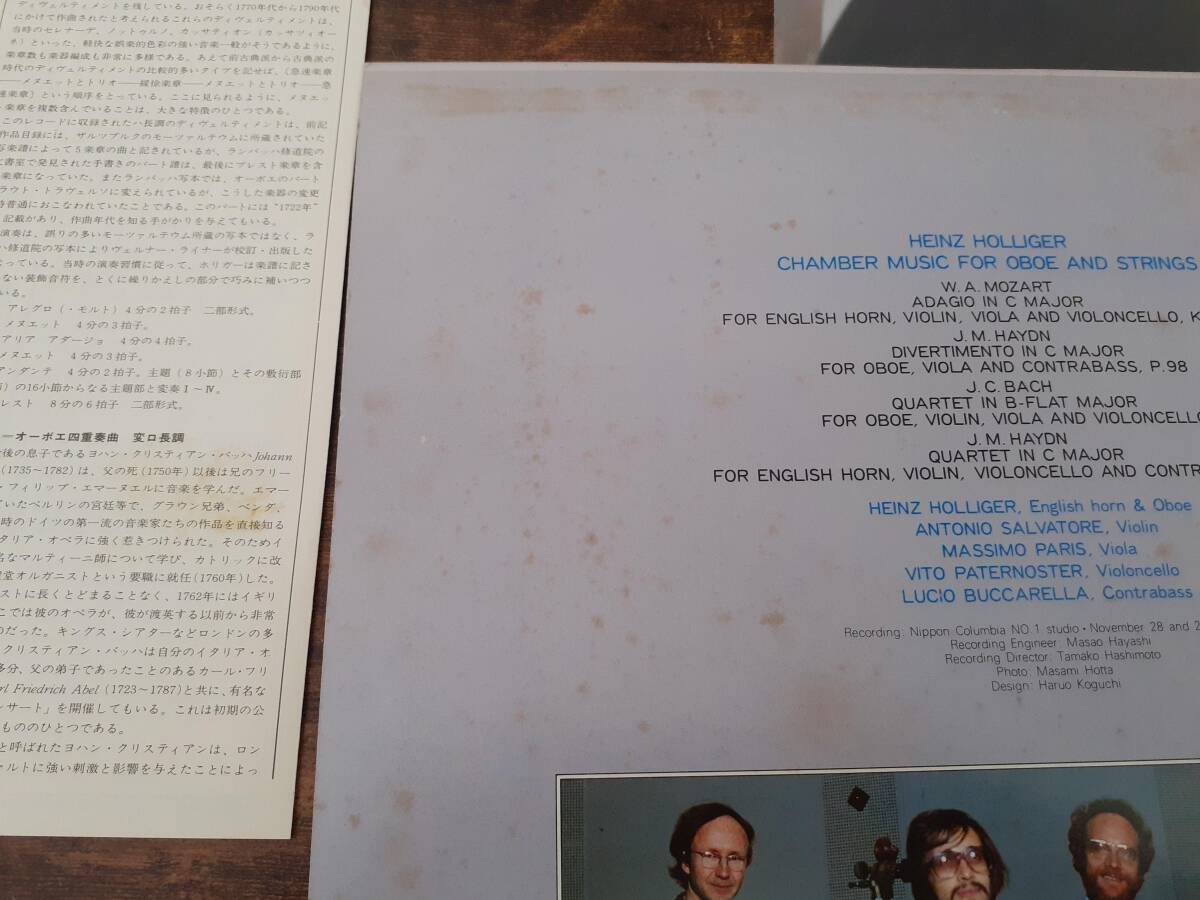 ディヴェルティメントを残している。おそらく1770年代から1790年代
にかけて作曲されたと考えられるこれらのディヴェルティメントは、
当時のセレナーデ、ノットゥルノ、カッサティオン（カッサツィオー
ネ）といった、軽快な娯楽的色彩の強い音楽一般がそうであるように、
楽章数も楽器編成も非常に多様である。あえて前古典派から古典派の
時代のディヴェルティメントの比較的多いタイプを記せば、〔急速楽章
――メヌエットとトリオ――緩徐楽章――メヌエットとトリオ――急
速楽章〕という順序をとっている。ここに見られるように、メヌエッ
楽章を複数含んでいることは、大きな特徴のひとつである。
このレコードに収録されたハ長調のディヴェルティメントは、前記
作品目録には、ザルツブルクのモーツァルテウムに所蔵されていた
写楽譜によって5楽章の曲と記されているが、ランバッハ修道院の
書室で発見された手書きのパート譜は、最後にプレスト楽章を含
楽章になっていた。またランバッハ写本では、オーボエのパート
ラウト・トラヴェルソに変えられているが、こうした楽器の変更
時普通におこなわれていたことである。このパートには“1722年”
記載があり、作曲年代を知る手がかりを与えてもいる。
演奏は、誤りの多いモーツァルテウム所蔵の写本ではなく、ラ
ハ修道院の写本によりヴェルナー・ライナーが校訂・出版した
なっている。当時の演奏習慣に従って、ホリガーは楽譜に記さ
ない装飾音符を、とくに繰りかえしの部分で巧みに補いつつ
いる。
アレグロ（・モルト） 4分の2拍子 二部形式。
メヌエット 4分の3拍子。
アリア アダージョ 4分の4拍子。
メヌエット 4分の3拍子。
アンダンテ 4分の2拍子。主題（8小節）とその敷衍部
）の16小節からなる主題部と変奏Ⅰ～Ⅳ。
レスト 8分の6拍子 二部形式。
＝オーボエ四重奏曲 変ロ長調
後の息子であるヨハン・クリスティアン・バッハJohann
（1735～1782）は、父の死（1750年）以後は兄のフリー
・フィリップ・エマーヌエルに音楽を学んだ。エマー
ていたベルリンの宮廷等で、グラウン兄弟、ベンダ、
時のドイツの第一流の音楽家たちの作品を直接知る
タリア・オペラに強く惹きつけられた。そのためイ
名なマルティーニ師について学び、カトリックに改
堂オルガニストという要職に就任（1760年）した。
ストに長くとどまることなく、1762年にはイギリ
こでは彼のオペラが、彼が渡英する以前から非常
のだった。キングス・シアターなどロンドンの多
クリスティアン・バッハは自分のイタリア・オ
多分、父の弟子であったことのあるカール・フリ
arl Friedrich Abel（1723～1787）と共に、有名な
ンサート」を開催してもいる。これは初期の公
もののひとつである。
と呼ばれたヨハン・クリスティアンは、ロン
ァルトに強い刺激と影響を与えたことによっ
HEINZ HOLLIGER
CHAMBER MUSIC FOR OBOE AND STRINGS
W. A. MOZART
ADAGIO IN C MAJOR
FOR ENGLISH HORN, VIOLIN, VIOLA AND VIOLONCELLO, K
J. M. HAYDN
DIVERTIMENTO IN C MAJOR
FOR OBOE, VIOLA AND CONTRABASS, P.98
J. C. BACH
QUARTET IN B-FLAT MAJOR
FOR OBOE, VIOLIN, VIOLA AND VIOLONCELLO
J. M. HAYDN
QUARTET IN C MAJOR
FOR ENGLISH HORN, VIOLIN, VIOLONCELLO AND CONTR
HEINZ HOLLIGER, English horn & Oboe
ANTONIO SALVATORE, Violin
MASSIMO PARIS, Viola
VITO PATERNOSTER, Violoncello
LUCIO BUCCARELLA, Contrabass
Recording: Nippon Columbia NO.1 studio・November 28 and 2
Recording Engineer: Masao Hayashi
Recording Director: Tamako Hashimoto
Photo: Masami Hotta
Design: Haruo Koguchi